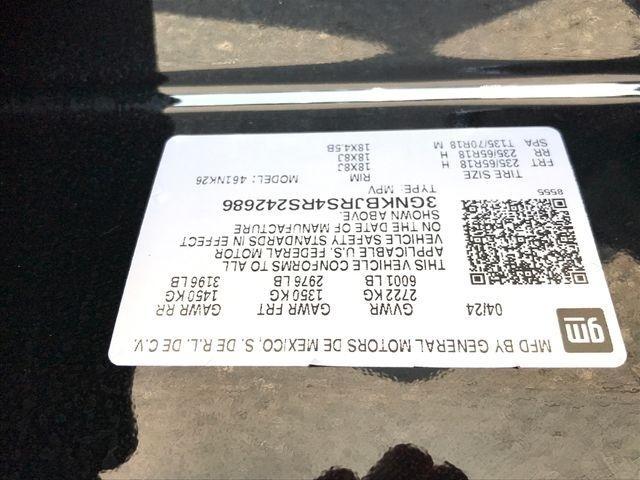 gm
MFD BY GENERAL MOTORS DE MEXICO, S. DE R.L. DE C.V.
04/24 GVWR GAWR FRT GAWR RR
2722 KG 1350 KG 1450 KG
6001 LB 2976 LB 3196 LB
THIS VEHICLE CONFORMS TO ALL
APPLICABLE U.S. FEDERAL MOTOR
VEHICLE SAFETY STANDARDS IN EFFECT
ON THE DATE OF MANUFACTURE
SHOWN ABOVE.
3GNKBJRS4RS242686
TYPE: MPV
8555 MODEL: 461NK26
TIRE SIZE RIM
FRT 235/65R18 H 18X8J
RR 235/65R18 H 18X8J
SPA T135/70R18 M 18X4.5B